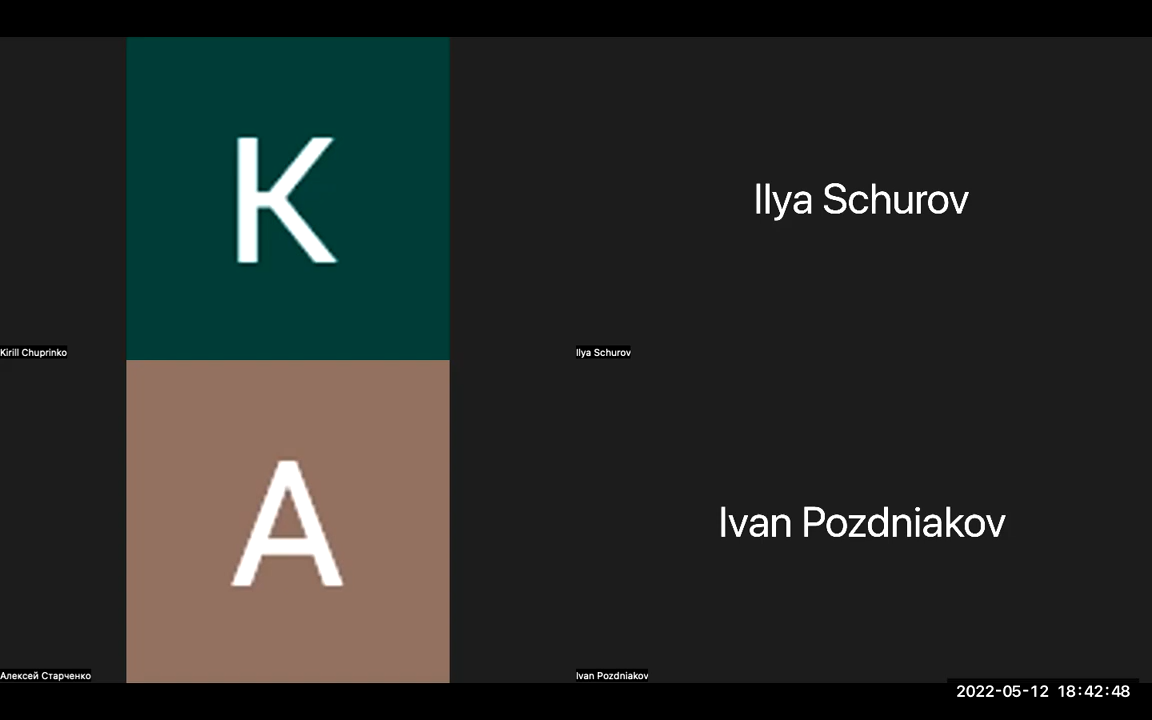 K
Ilya Schurov
Kirill Chuprinko
Ilya Schurov
A
Ivan Pozdniakov
Алексей Старченко
Ivan Pozdniakov
2022-05-12 18:42:48